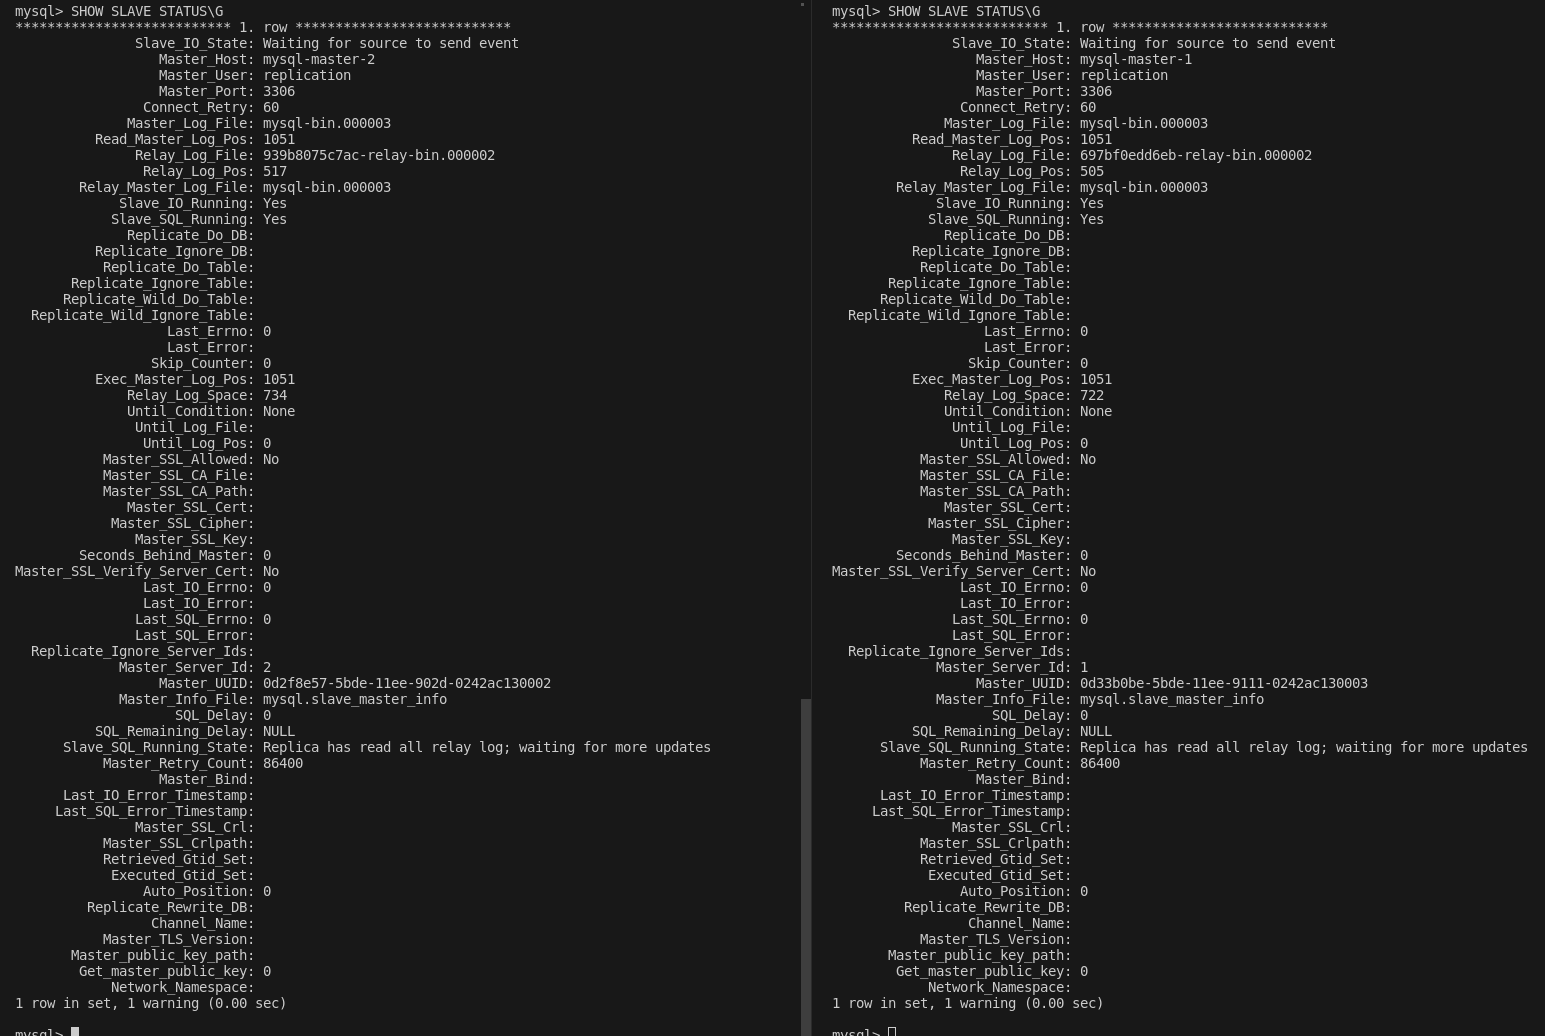 mysql> SHOW SLAVE STATUS\G
*************************** 1. row ***************************
Slave_IO_State: Waiting for source to send event
Master_Host: mysql-master-2
Master_User: replication
Master_Port: 3306
Connect_Retry: 60
Master_Log_File: mysql-bin.000003
Read_Master_Log_Pos: 1051
Relay_Log_File: 939b8075c7ac-relay-bin.000002
Relay_Log_Pos: 517
Relay_Master_Log_File: mysql-bin.000003
Slave_IO_Running: Yes
Slave_SQL_Running: Yes
Replicate_Do_DB:
Replicate_Ignore_DB:
Replicate_Do_Table:
Replicate_Ignore_Table:
Replicate_Wild_Do_Table:
Replicate_Wild_Ignore_Table:
Last_Errno: 0
Last_Error:
Skip_Counter: 0
Exec_Master_Log_Pos: 1051
Relay_Log_Space: 734
Until_Condition: None
Until_Log_File:
Until_Log_Pos: 0
Master_SSL_Allowed: No
Master_SSL_CA_File:
Master_SSL_CA_Path:
Master_SSL_Cert:
Master_SSL_Cipher:
Master_SSL_Key:
Seconds_Behind_Master: 0
Master_SSL_Verify_Server_Cert: No
Last_IO_Errno: 0
Last_IO_Error:
Last_SQL_Errno: 0
Last_SQL_Error:
Replicate_Ignore_Server_Ids:
Master_Server_Id: 2
Master_UUID: 0d2f8e57-5bde-11ee-902d-0242ac130002
Master_Info_File: mysql.slave_master_info
SQL_Delay: 0
SQL_Remaining_Delay: NULL
Slave_SQL_Running_State: Replica has read all relay log; waiting for more updates
Master_Retry_Count: 86400
Master_Bind:
Last_IO_Error_Timestamp:
Last_SQL_Error_Timestamp:
Master_SSL_Crl:
Master_SSL_Crlpath:
Retrieved_Gtid_Set:
Executed_Gtid_Set:
Auto_Position: 0
Replicate_Rewrite_DB:
Channel_Name:
Master_TLS_Version:
Master_public_key_path:
Get_master_public_key: 0
Network_Namespace:
1 row in set, 1 warning (0.00 sec)
mysql>
mysql> SHOW SLAVE STATUS\G
*************************** 1. row ***************************
Slave_IO_State: Waiting for source to send event
Master_Host: mysql-master-1
Master_User: replication
Master_Port: 3306
Connect_Retry: 60
Master_Log_File: mysql-bin.000003
Read_Master_Log_Pos: 1051
Relay_Log_File: 697bf0edd6eb-relay-bin.000002
Relay_Log_Pos: 505
Relay_Master_Log_File: mysql-bin.000003
Slave_IO_Running: Yes
Slave_SQL_Running: Yes
Replicate_Do_DB:
Replicate_Ignore_DB:
Replicate_Do_Table:
Replicate_Ignore_Table:
Replicate_Wild_Do_Table:
Replicate_Wild_Ignore_Table:
Last_Errno: 0
Last_Error:
Skip_Counter: 0
Exec_Master_Log_Pos: 1051
Relay_Log_Space: 722
Until_Condition: None
Until_Log_File:
Until_Log_Pos: 0
Master_SSL_Allowed: No
Master_SSL_CA_File:
Master_SSL_CA_Path:
Master_SSL_Cert:
Master_SSL_Cipher:
Master_SSL_Key:
Seconds_Behind_Master: 0
Master_SSL_Verify_Server_Cert: No
Last_IO_Errno: 0
Last_IO_Error:
Last_SQL_Errno: 0
Last_SQL_Error:
Replicate_Ignore_Server_Ids:
Master_Server_Id: 1
Master_UUID: 0d33b0be-5bde-11ee-9111-0242ac130003
Master_Info_File: mysql.slave_master_info
SQL_Delay: 0
SQL_Remaining_Delay: NULL
Slave_SQL_Running_State: Replica has read all relay log; waiting for more updates
Master_Retry_Count: 86400
Master_Bind:
Last_IO_Error_Timestamp:
Last_SQL_Error_Timestamp:
Master_SSL_Crl:
Master_SSL_Crlpath:
Retrieved_Gtid_Set:
Executed_Gtid_Set:
Auto_Position: 0
Replicate_Rewrite_DB:
Channel_Name:
Master_TLS_Version:
Master_public_key_path:
Get_master_public_key: 0
Network_Namespace:
1 row in set, 1 warning (0.00 sec)
mysql>